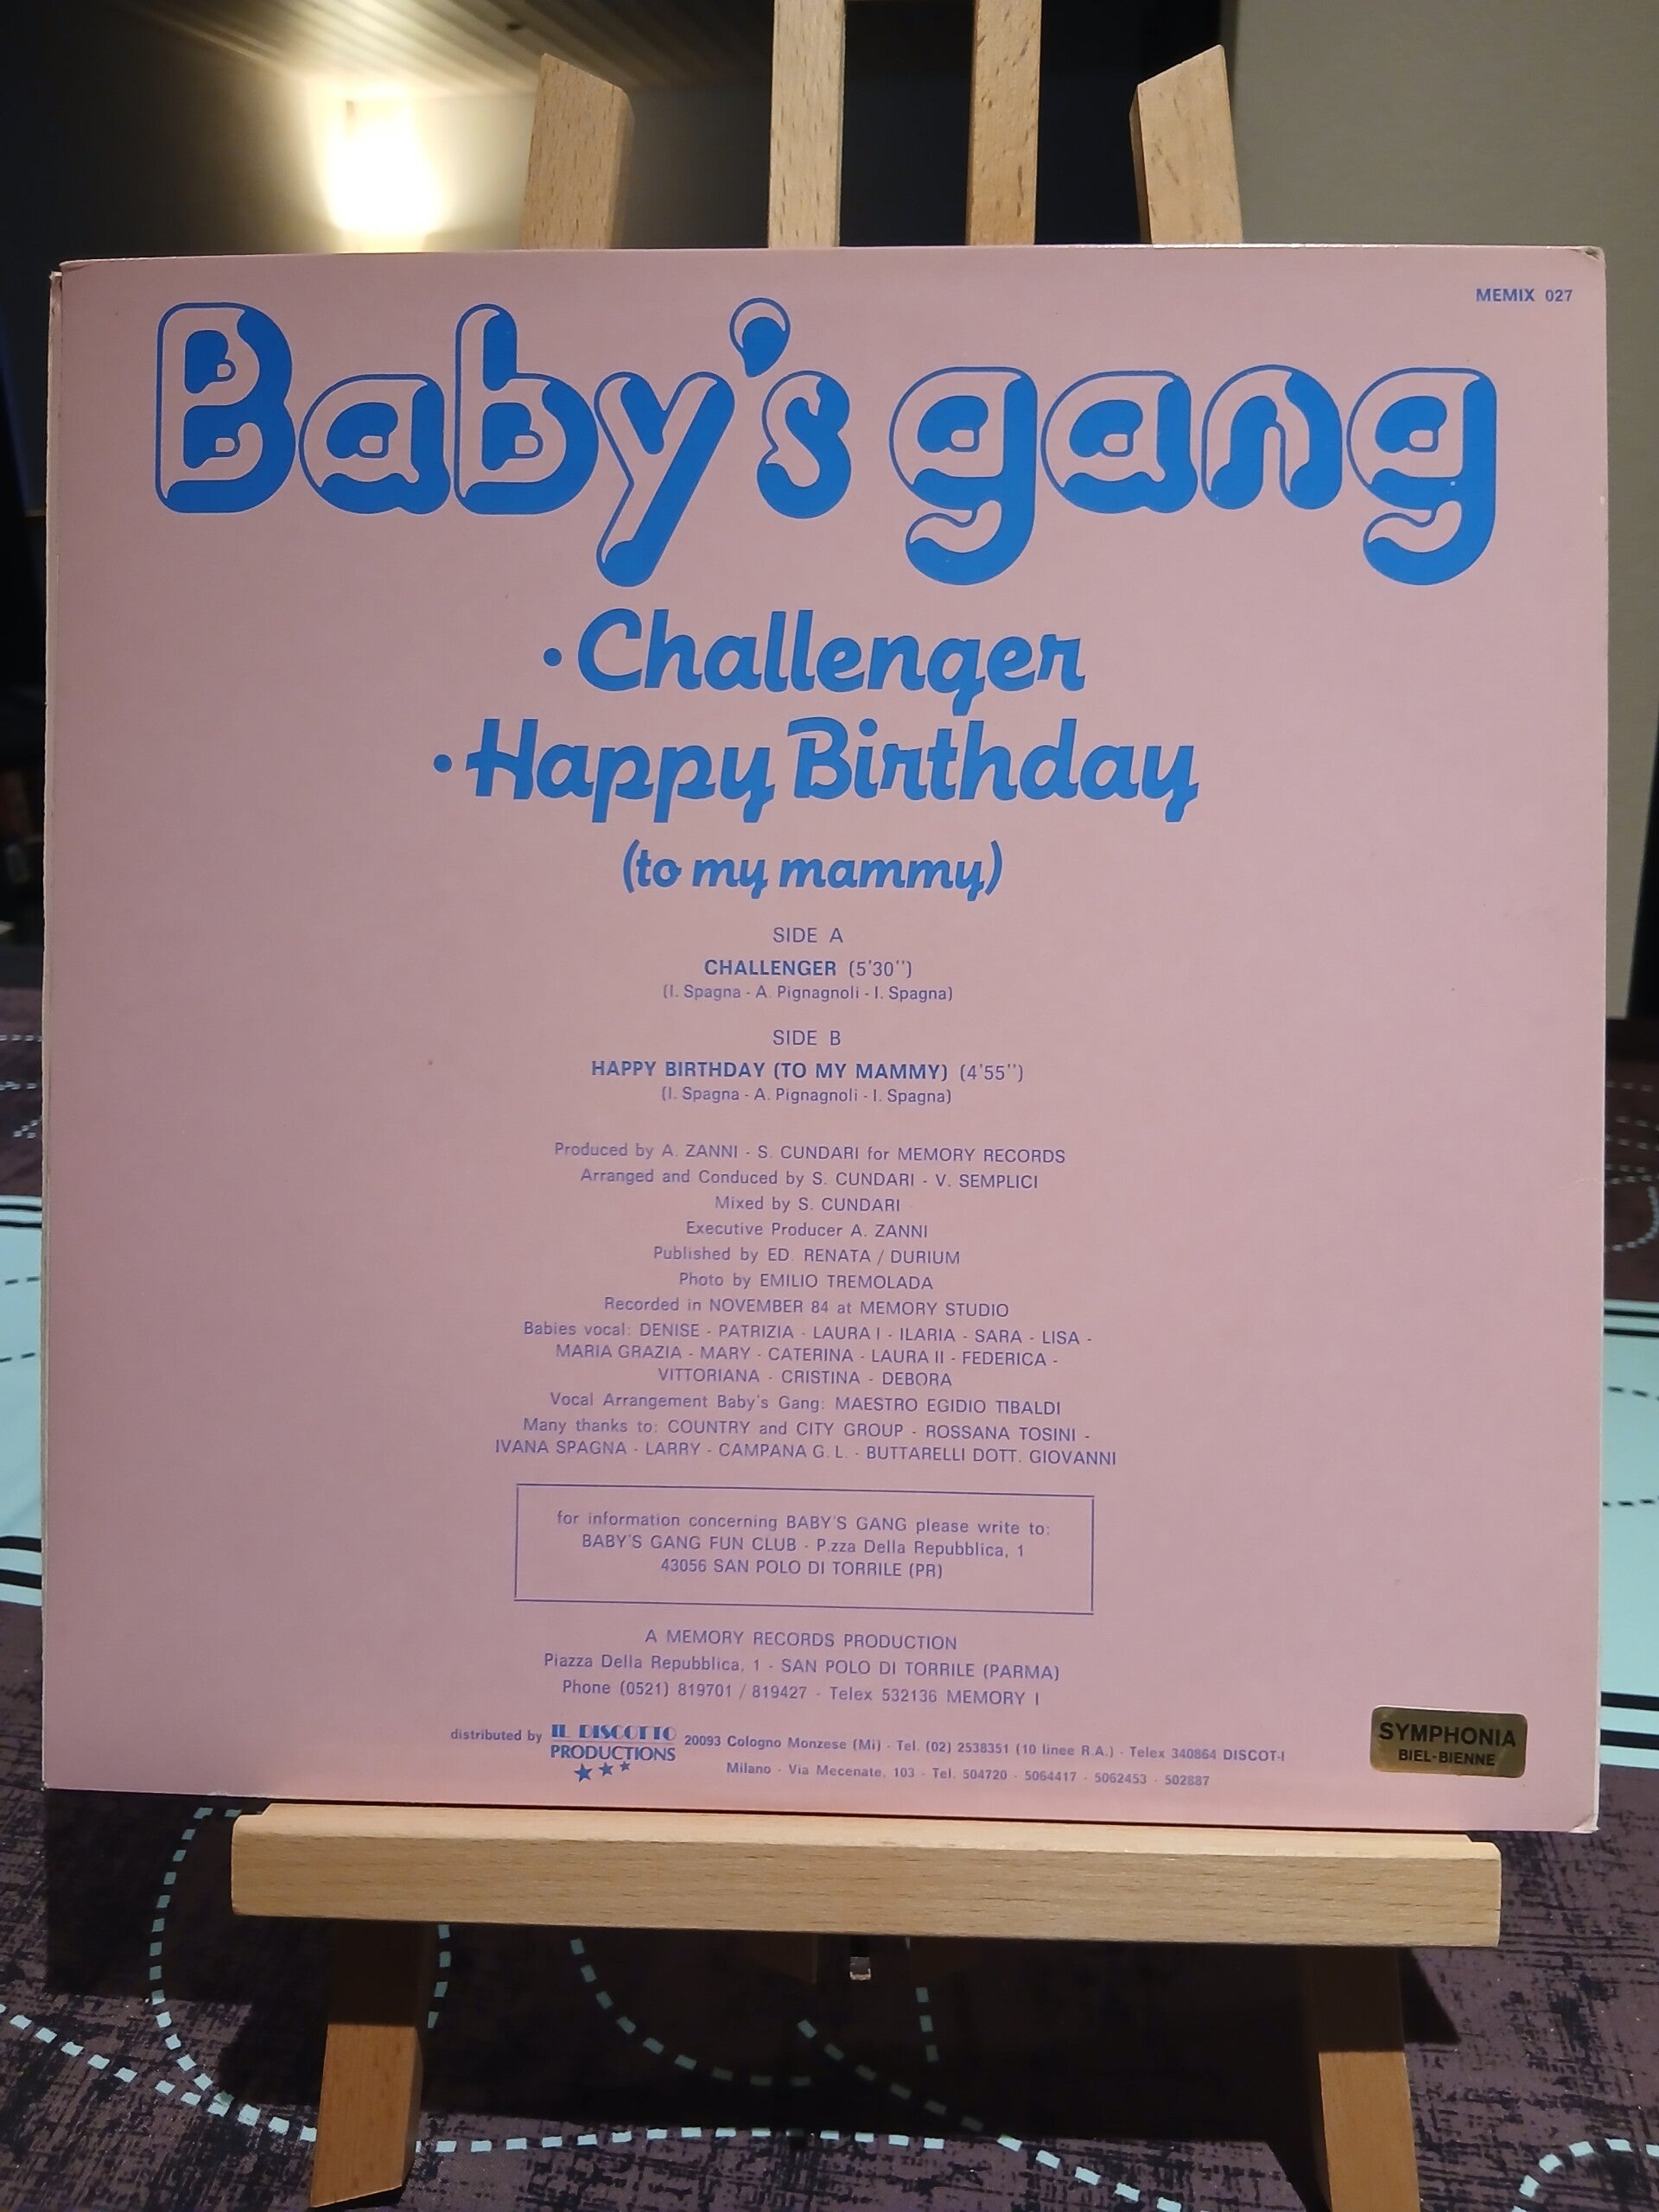 MEMIX 027
Baby's gang
• Challenger
• Happy Birthday
(to my mammy)
SIDE A
CHALLENGER (5'30'')
(I. Spagna - A. Pignagnoli - I. Spagna)
SIDE B
HAPPY BIRTHDAY (TO MY MAMMY) (4'55'')
(I. Spagna - A. Pignagnoli - I. Spagna)
Produced by A. ZANNI - S. CUNDARI for MEMORY RECORDS
Arranged and Conduced by S. CUNDARI - V. SEMPLICI
Mixed by S. CUNDARI
Executive Producer A. ZANNI
Published by ED. RENATA / DURIUM
Photo by EMILIO TREMOLADA
Recorded in NOVEMBER 84 at MEMORY STUDIO
Babies vocal: DENISE - PATRIZIA - LAURA I - ILARIA - SARA - LISA -
MARIA GRAZIA - MARY - CATERINA - LAURA II - FEDERICA -
VITTORIANA - CRISTINA - DEBORA
Vocal Arrangement Baby's Gang: MAESTRO EGIDIO TIBALDI
Many thanks to: COUNTRY and CITY GROUP - ROSSANA TOSINI -
IVANA SPAGNA - LARRY - CAMPANA G. L. - BUTTARELLI DOTT. GIOVANNI
for information concerning BABY'S GANG please write to:
BABY'S GANG FUN CLUB - P.zza Della Repubblica, 1
43056 SAN POLO DI TORRILE (PR)
A MEMORY RECORDS PRODUCTION
Piazza Della Repubblica, 1 - SAN POLO DI TORRILE (PARMA)
Phone (0521) 819701 / 819427 - Telex 532136 MEMORY I
distributed by IL DISCOTTO PRODUCTIONS 20093 Cologno Monzese (Mi) - Tel. (02) 2538351 (10 linee R.A.) - Telex 340864 DISCOT-I
Milano - Via Mecenate, 103 - Tel. 504720 - 5064417 - 5062453 - 502887
SYMPHONIA
BIEL-BIENNE